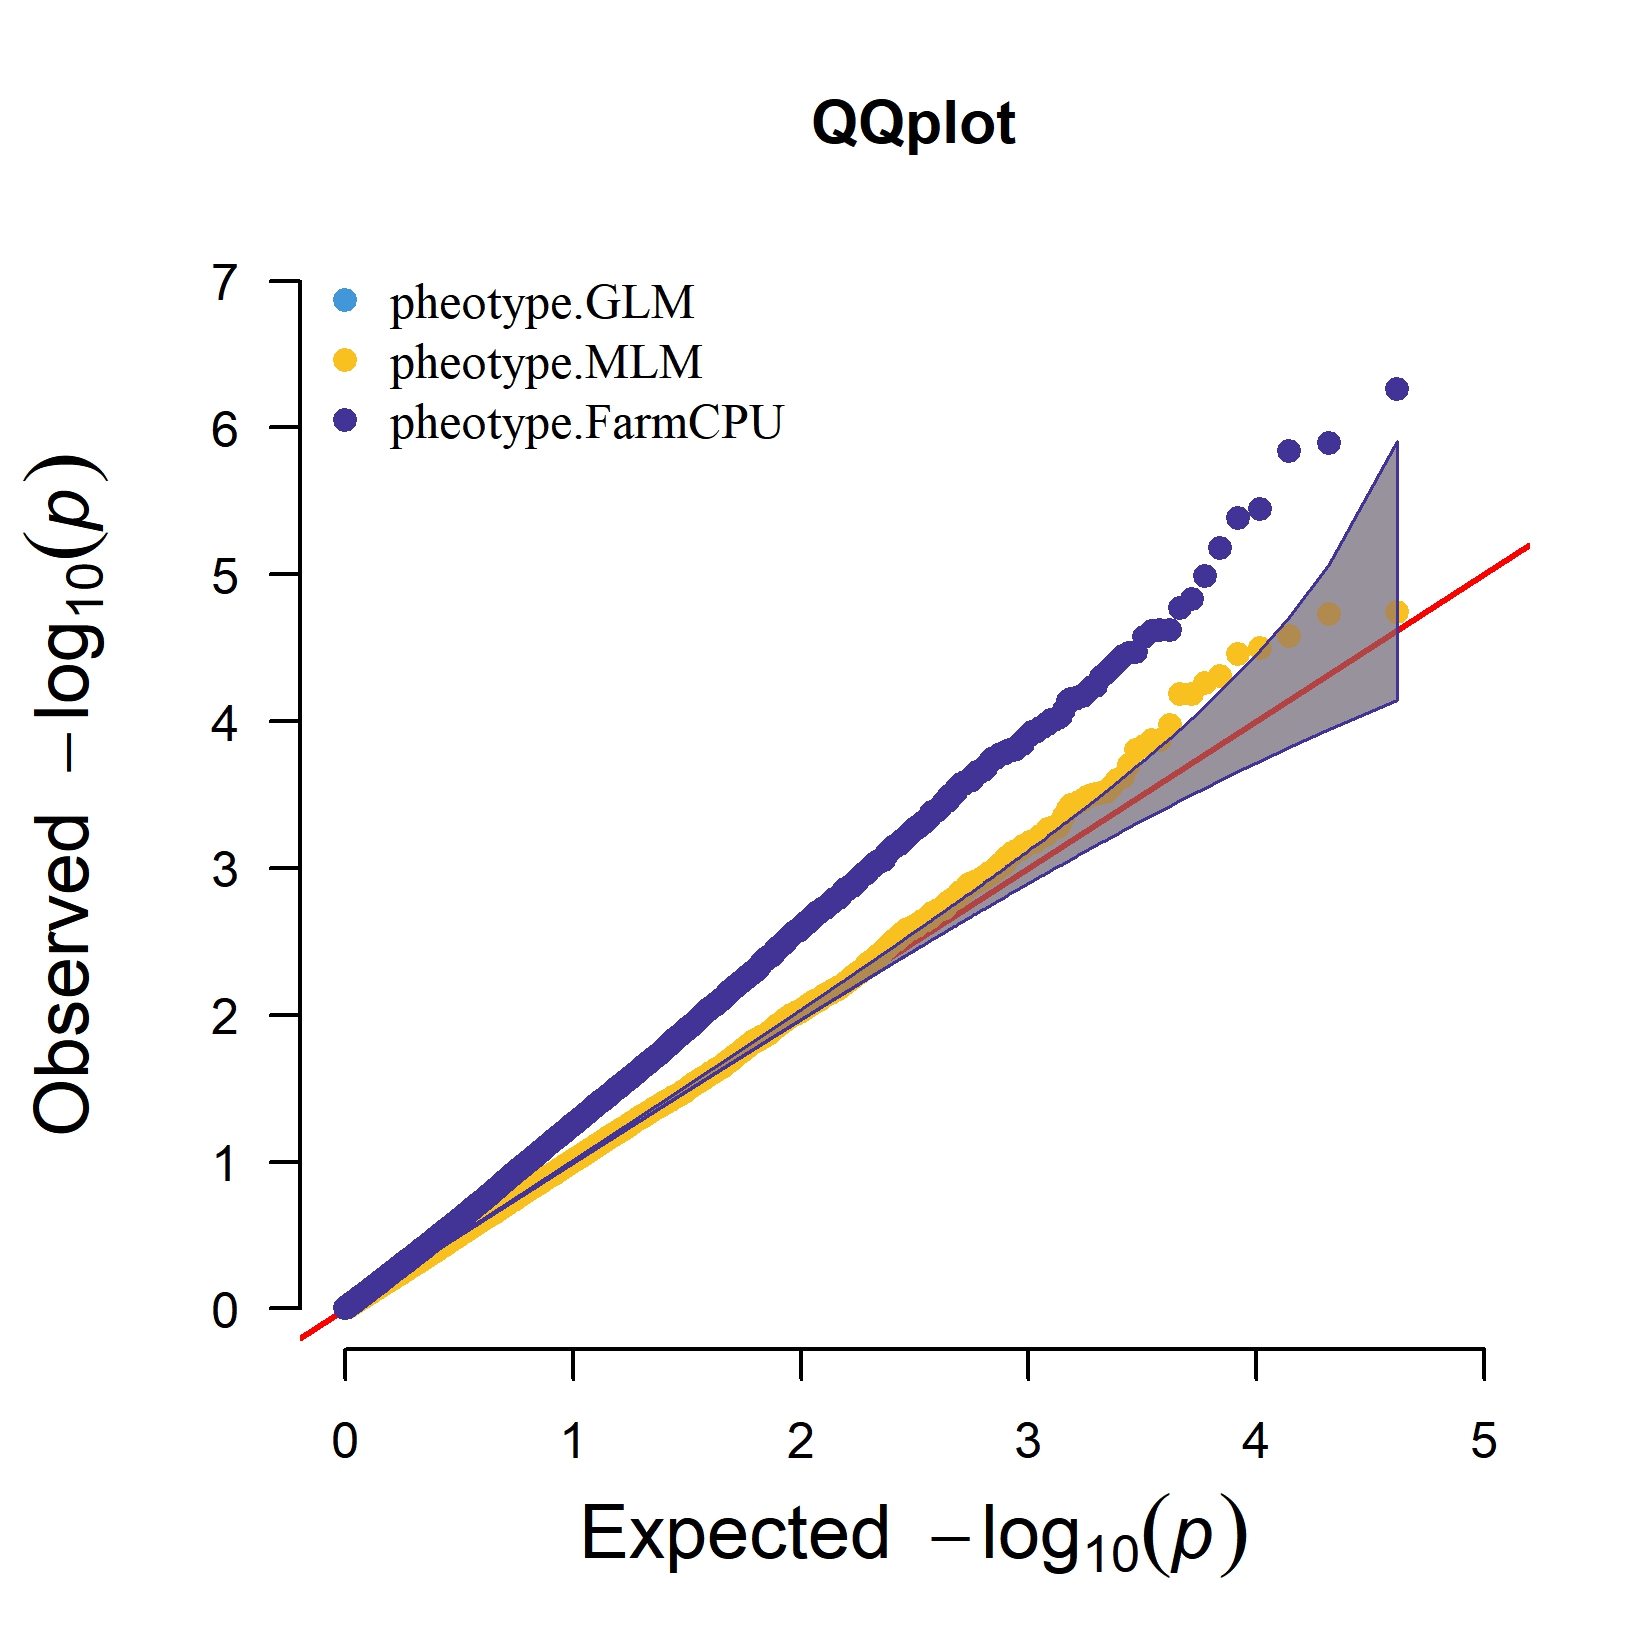 QQplot
7
6
5
4
3
2
1
0
pheotype.GLM
pheotype.MLM
pheotype.FarmCPU
Observed −log10(p)
0 1 2 3 4 5
Expected −log10(p)